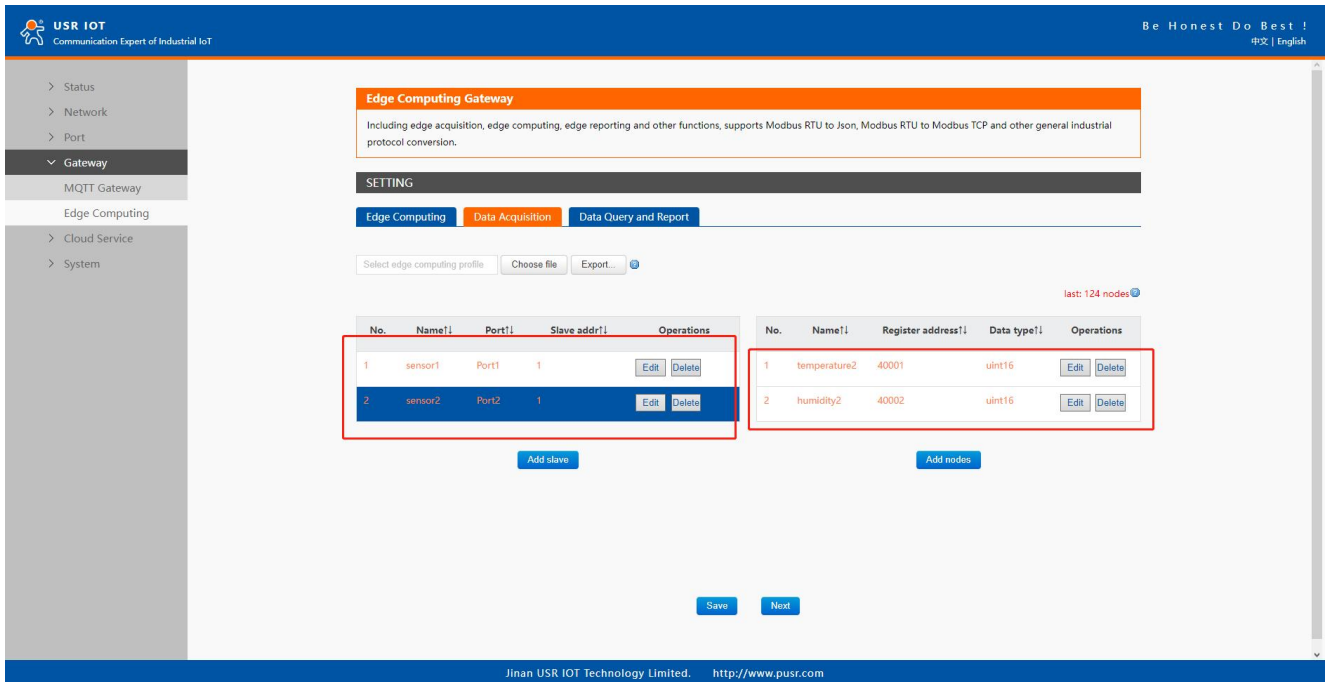 USR IOT
Communication Expert of Industrial IoT
Be Honest Do Best !
中文 | English
Status
Network
Port
Gateway
MQTT Gateway
Edge Computing
Cloud Service
System
Edge Computing Gateway
Including edge acquisition, edge computing, edge reporting and other functions, supports Modbus RTU to Json, Modbus RTU to Modbus TCP and other general industrial
protocol conversion.
SETTING
Edge Computing Data Acquisition Data Query and Report
Select edge computing profile Choose file Export...
last: 124 nodes
No. Name↑↓ Port↑↓ Slave addr↑↓ Operations
1 sensor1 Port1 1 Edit Delete
2 sensor2 Port2 1 Edit Delete
Add slave
No. Name↑↓ Register address↑↓ Data type↑↓ Operations
1 temperature2 40001 uint16 Edit Delete
2 humidity2 40002 uint16 Edit Delete
Add nodes
Save Next
Jinan USR IOT Technology Limited. http://www.pusr.com